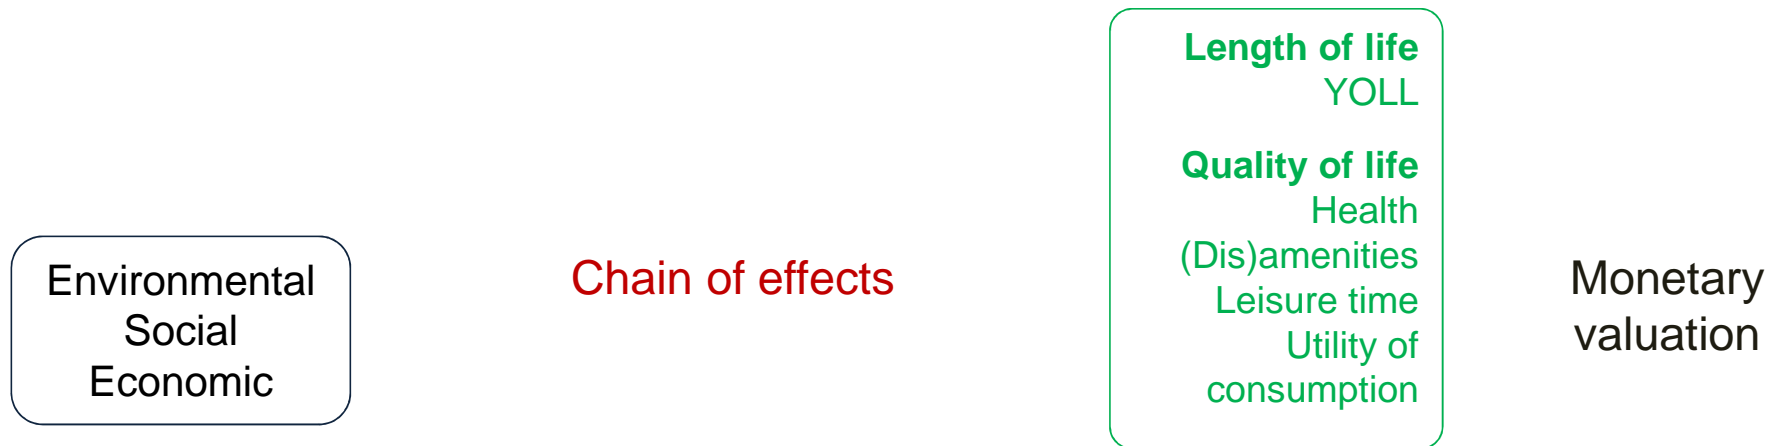 Environmental
Social
Economic
Chain of effects
Length of life
YOLL
Quality of life
Health
(Dis)amenities
Leisure time
Utility of
consumption
Monetary
valuation